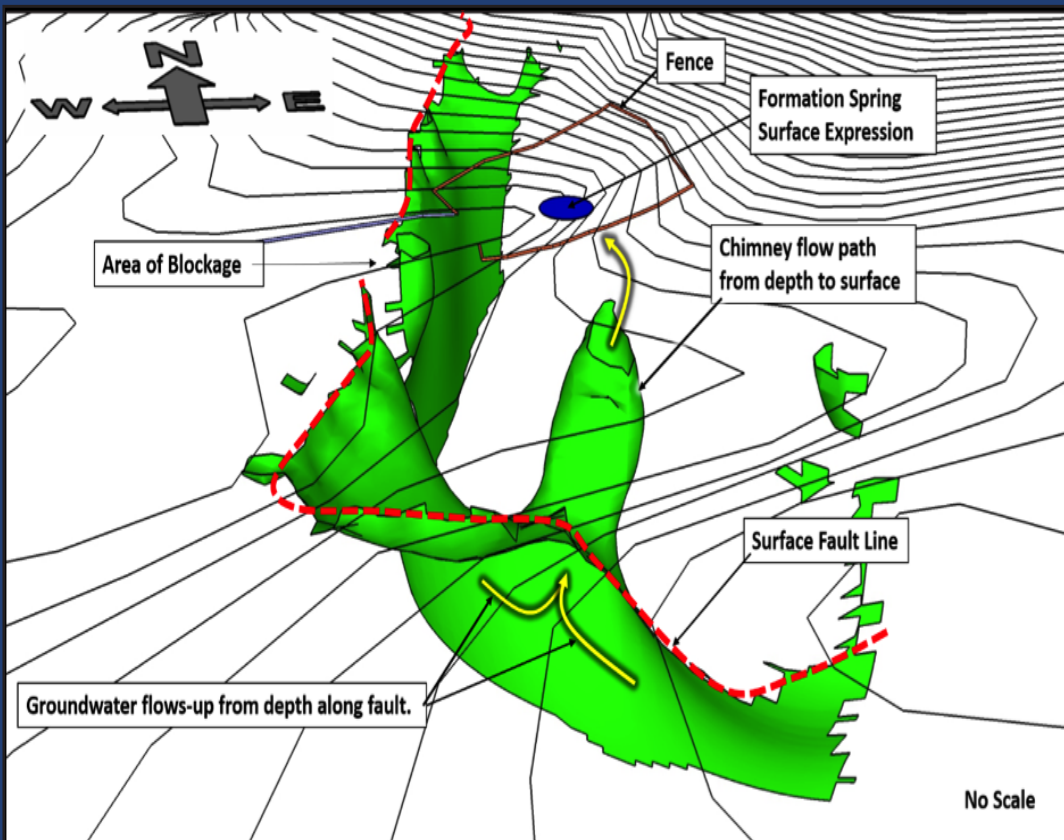 N
W E
Fence
Formation Spring
Surface Expression
Area of Blockage
Chimney flow path
from depth to surface
Surface Fault Line
Groundwater flows-up from depth along fault.
No Scale